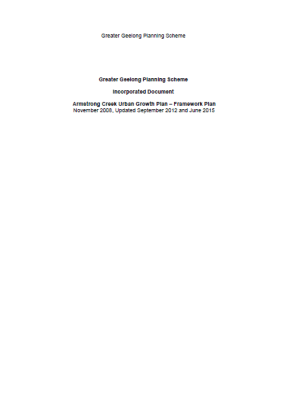 Greater Geelong Planning Scheme
Greater Geelong Planning Scheme
Incorporated Document
Armstrong Creek Urban Growth Plan – Framework Plan
November 2008, Updated September 2012 and June 2015